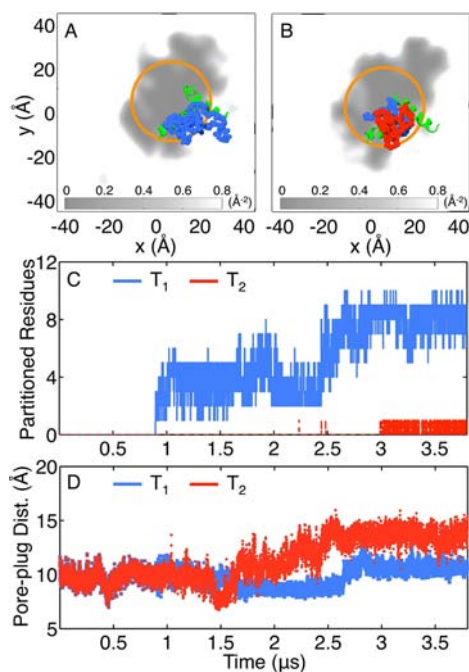 A
B
40
20
0
-20
-40
y (Å)
0 0.2 0.4 0.6 0.8 (Å⁻²)
0 0.2 0.4 0.6 0.8 (Å⁻²)
-40 -20 0 20 40 -20 0 20 40
x (Å)
x (Å)
C
T₁ T₂
12
8
4
0
Partitioned Residues
0.5 1 1.5 2 2.5 3 3.5
D
T₁ T₂
20
15
10
5
Pore-plug Dist. (Å)
0.5 1 1.5 2 2.5 3 3.5
Time (μs)